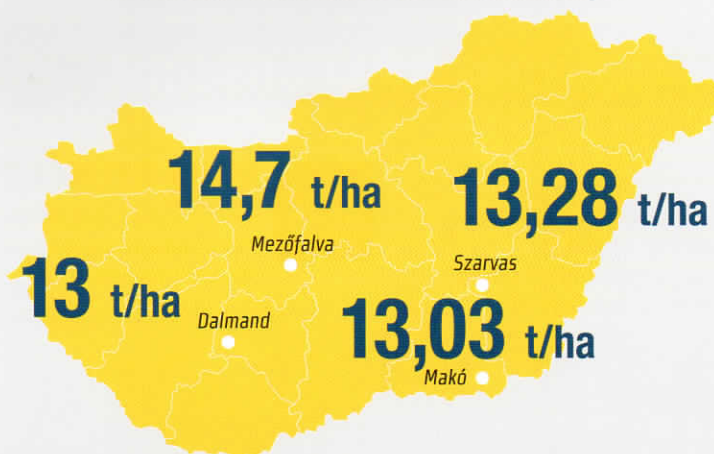 14,7 t/ha
Mezőfalva
13,28 t/ha
Szarvas
13 t/ha
Dalmand
13,03 t/ha
Makó